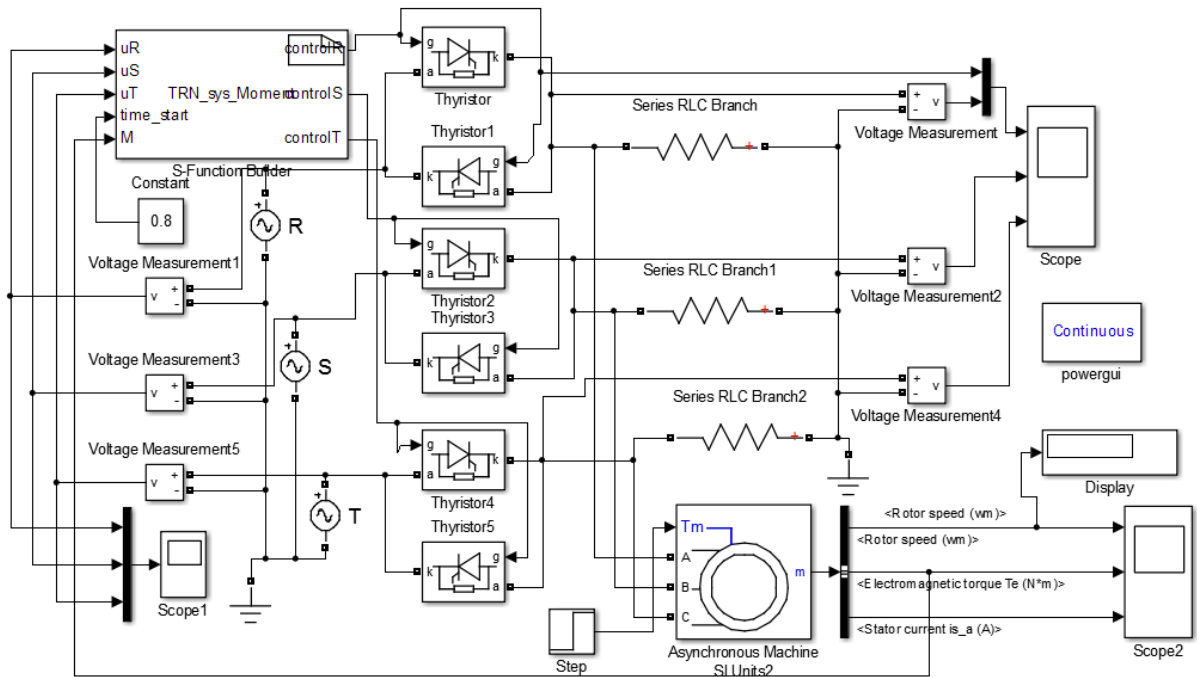 uR
uS
uT
time_start
M
TRN_sys_Moment
controlR
controlS
controlT
S-Function Builder
Constant
0.8
R
Voltage Measurement1
v
+
-
S
Voltage Measurement3
v
+
-
T
Voltage Measurement5
v
+
-
Scope1
g
a
k
Thyristor
Thyristor1
k
g
a
g
a
k
Thyristor2
Thyristor3
k
g
a
g
a
k
Thyristor4
Thyristor5
k
g
a
Series RLC Branch
+
Series RLC Branch1
+
Series RLC Branch2
+
+
-
v
Voltage Measurement
+
-
v
Voltage Measurement2
+
-
v
Voltage Measurement4
Scope
Continuous
powergui
Display
Step
Tm
A
B
C
m
Asynchronous Machine
SI Units2
<Rotor speed (wm)>
<Rotor speed (wm)>
<Electromagnetic torque Te (N*m)>
<Stator current is_a (A)>
Scope2